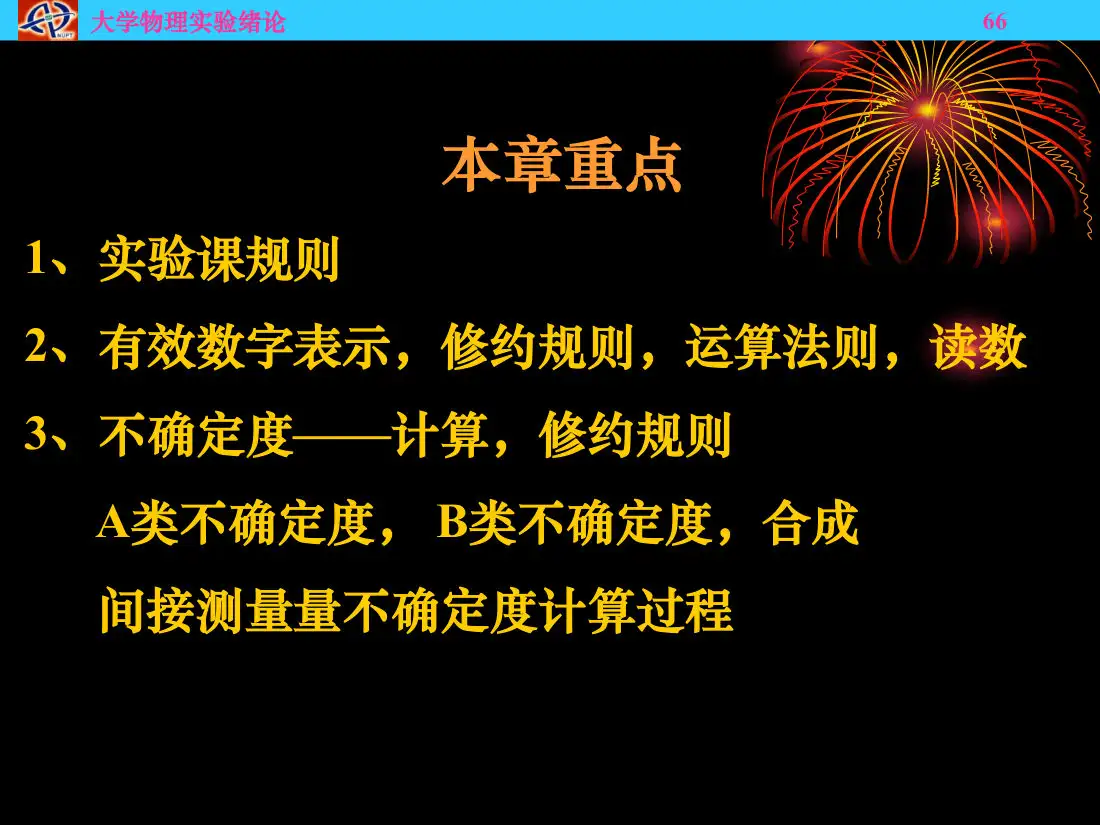 大学物理实验绪论
66
NUPT
本章重点
1、实验课规则
2、有效数字表示，修约规则，运算法则，读数
3、不确定度——计算，修约规则
A类不确定度， B类不确定度，合成
间接测量量不确定度计算过程